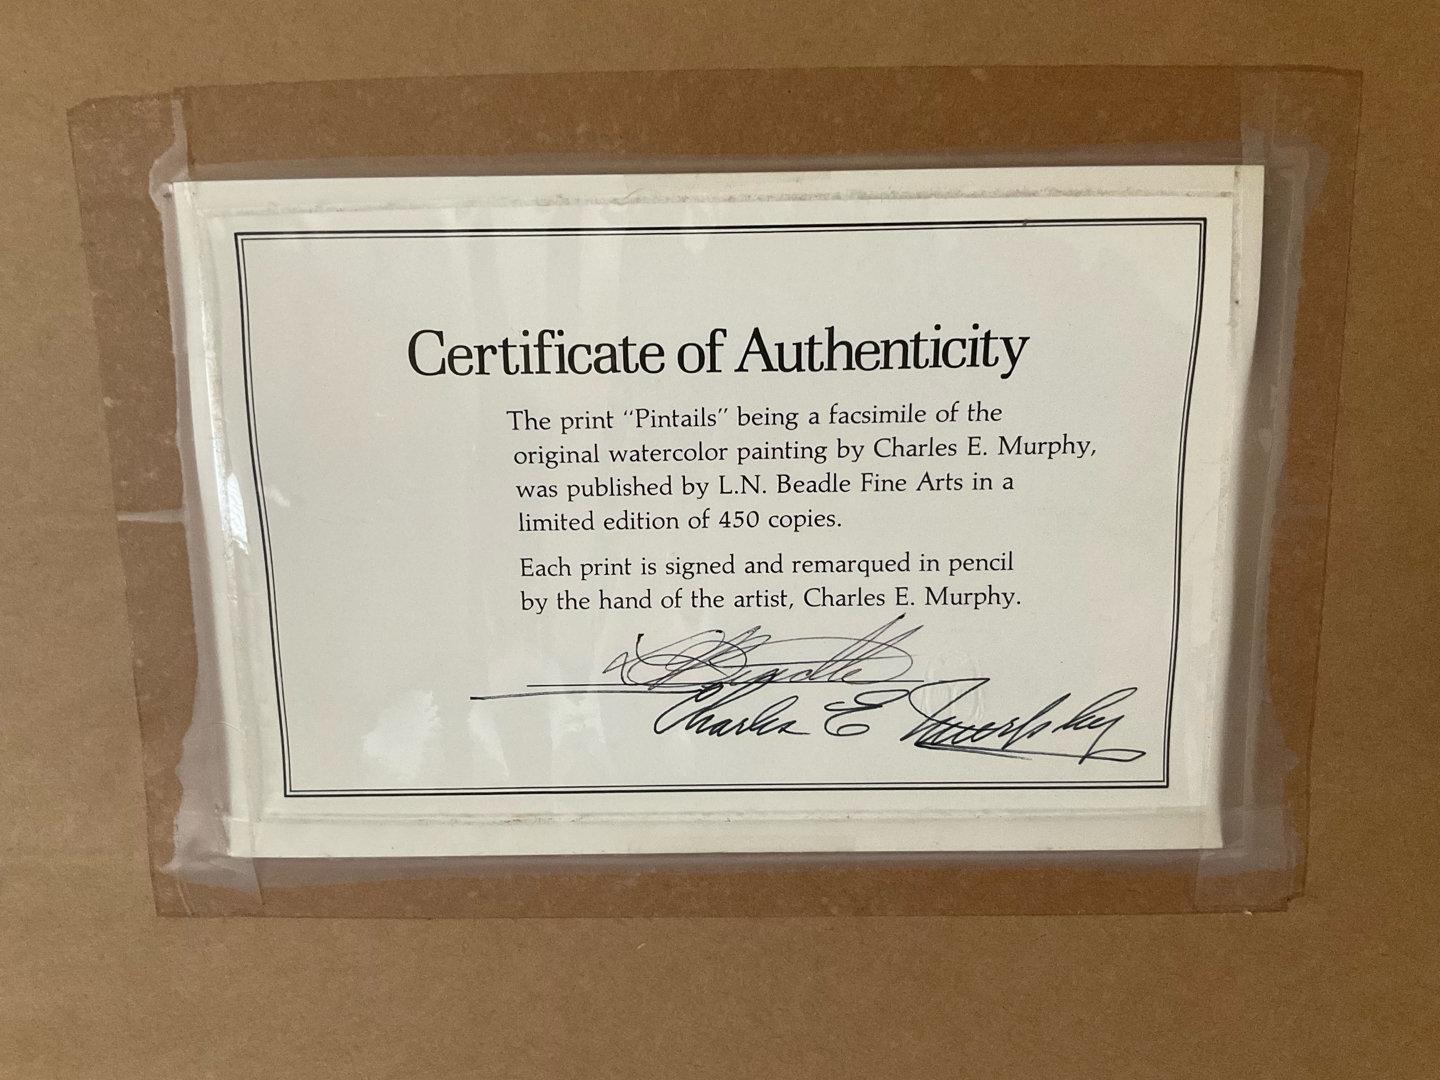 Certificate of Authenticity
The print “Pintails” being a facsimile of the
original watercolor painting by Charles E. Murphy,
was published by L.N. Beadle Fine Arts in a
limited edition of 450 copies.
Each print is signed and remarqued in pencil
by the hand of the artist, Charles E. Murphy.
Beadle
Charles E Murphy